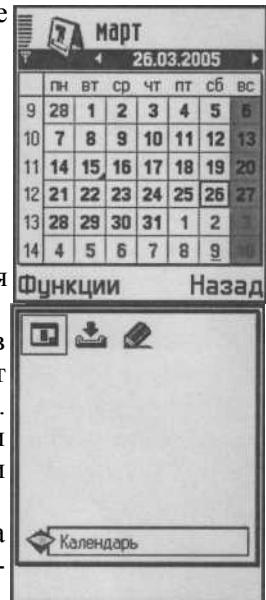 март
26.03.2005
пн вт ср чт пт сб вс
9 28 1 2 3 4 5 6
10 7 8 9 10 11 12 13
11 14 15 16 17 18 19 20
12 21 22 23 24 25 26 27
13 28 29 30 31 1 2 3
14 4 5 6 7 8 9 10
Функции Назад
Календарь